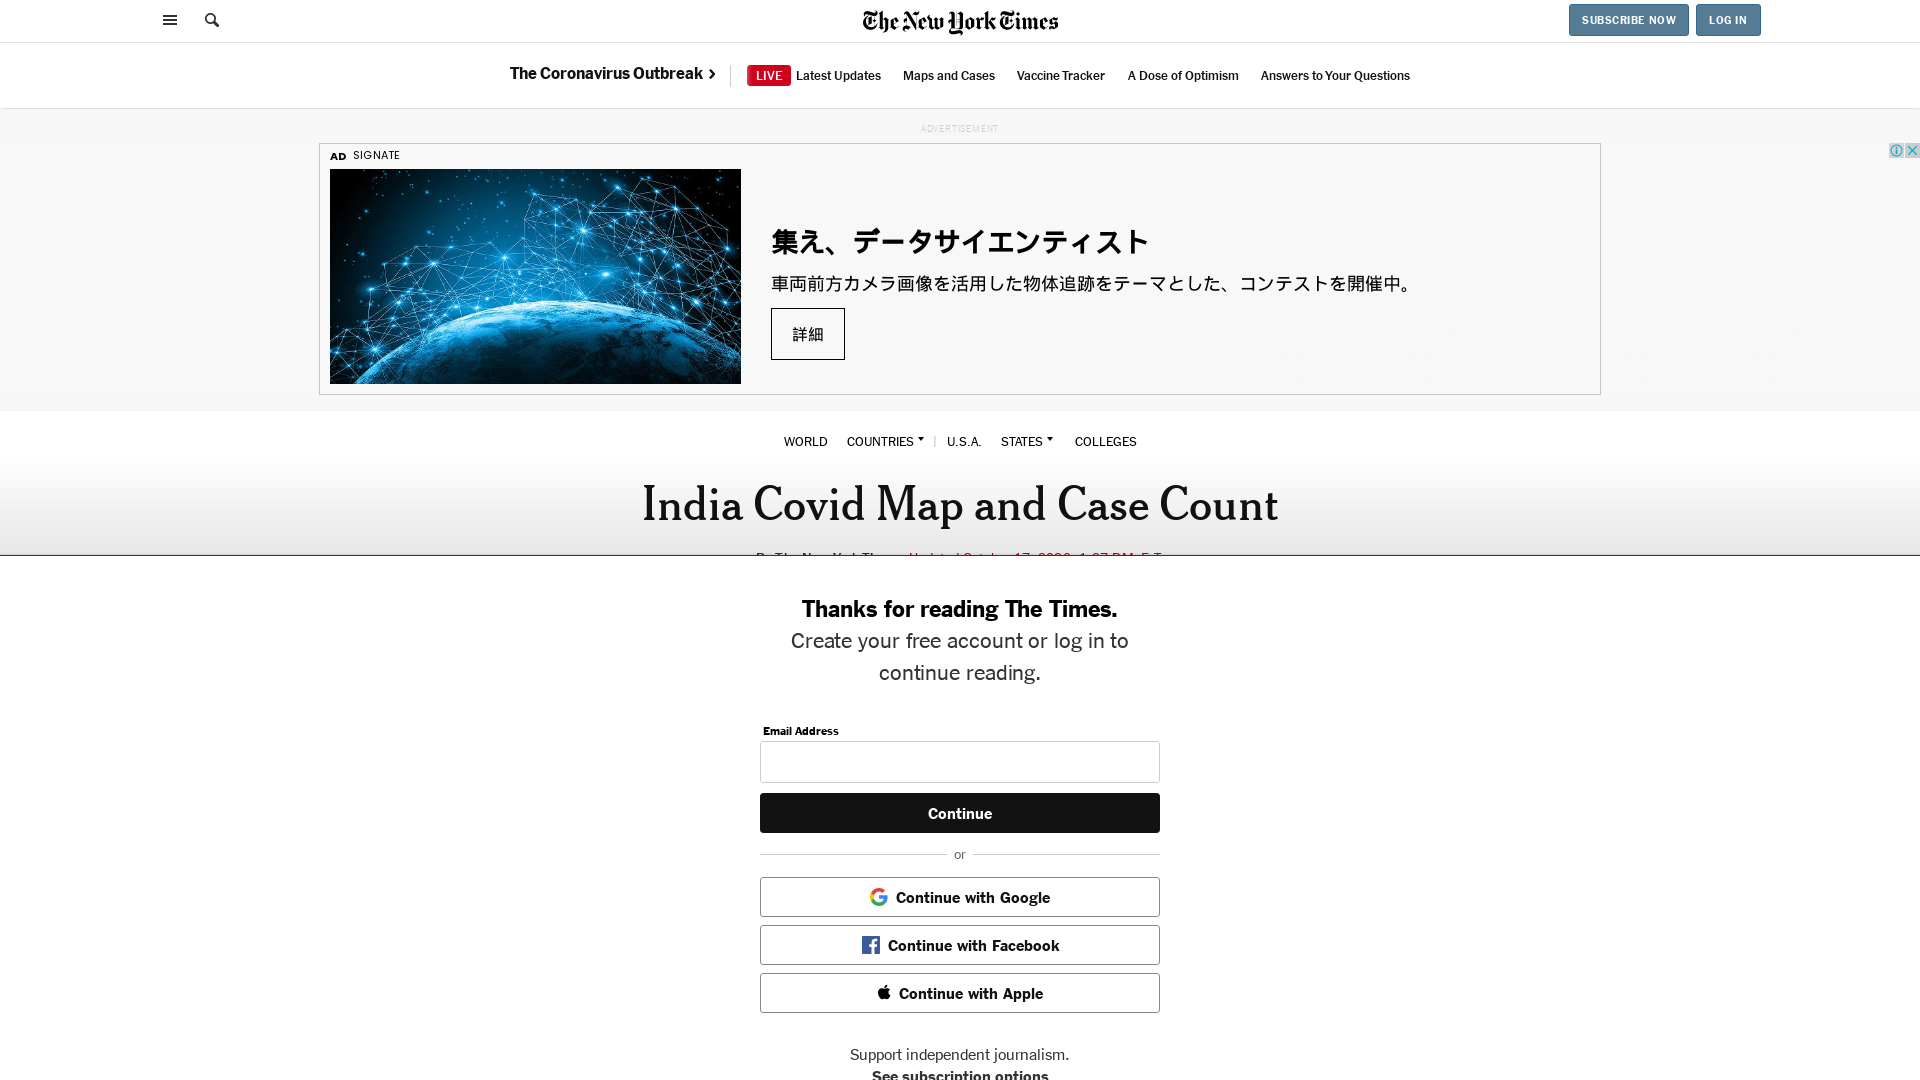 The New York Times
SUBSCRIBE NOW
LOG IN
The Coronavirus Outbreak
LIVE Latest Updates
Maps and Cases
Vaccine Tracker
A Dose of Optimism
Answers to Your Questions
ADVERTISEMENT
AD SIGNATE
集え、データサイエンティスト
車両前方カメラ画像を活用した物体追跡をテーマとした、コンテストを開催中。
詳細
WORLD COUNTRIES | U.S.A. STATES COLLEGES
India Covid Map and Case Count
Thanks for reading The Times.
Create your free account or log in to
continue reading.
Email Address
Continue
or
Continue with Google
Continue with Facebook
Continue with Apple
Support independent journalism.
See subscription options